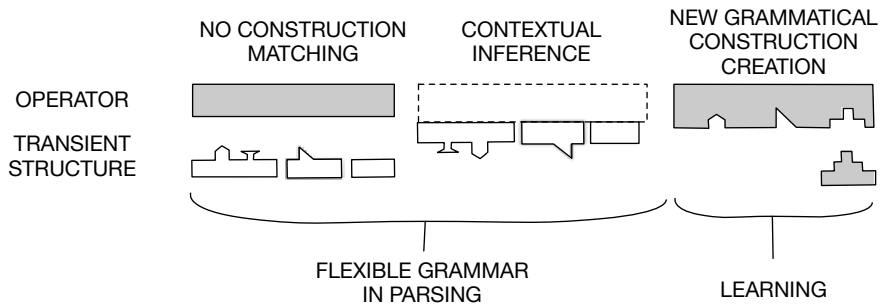 NO CONSTRUCTION
MATCHING
CONTEXTUAL
INFERENCE
NEW GRAMMATICAL
CONSTRUCTION
CREATION
OPERATOR
TRANSIENT
STRUCTURE
FLEXIBLE GRAMMAR
IN PARSING
LEARNING